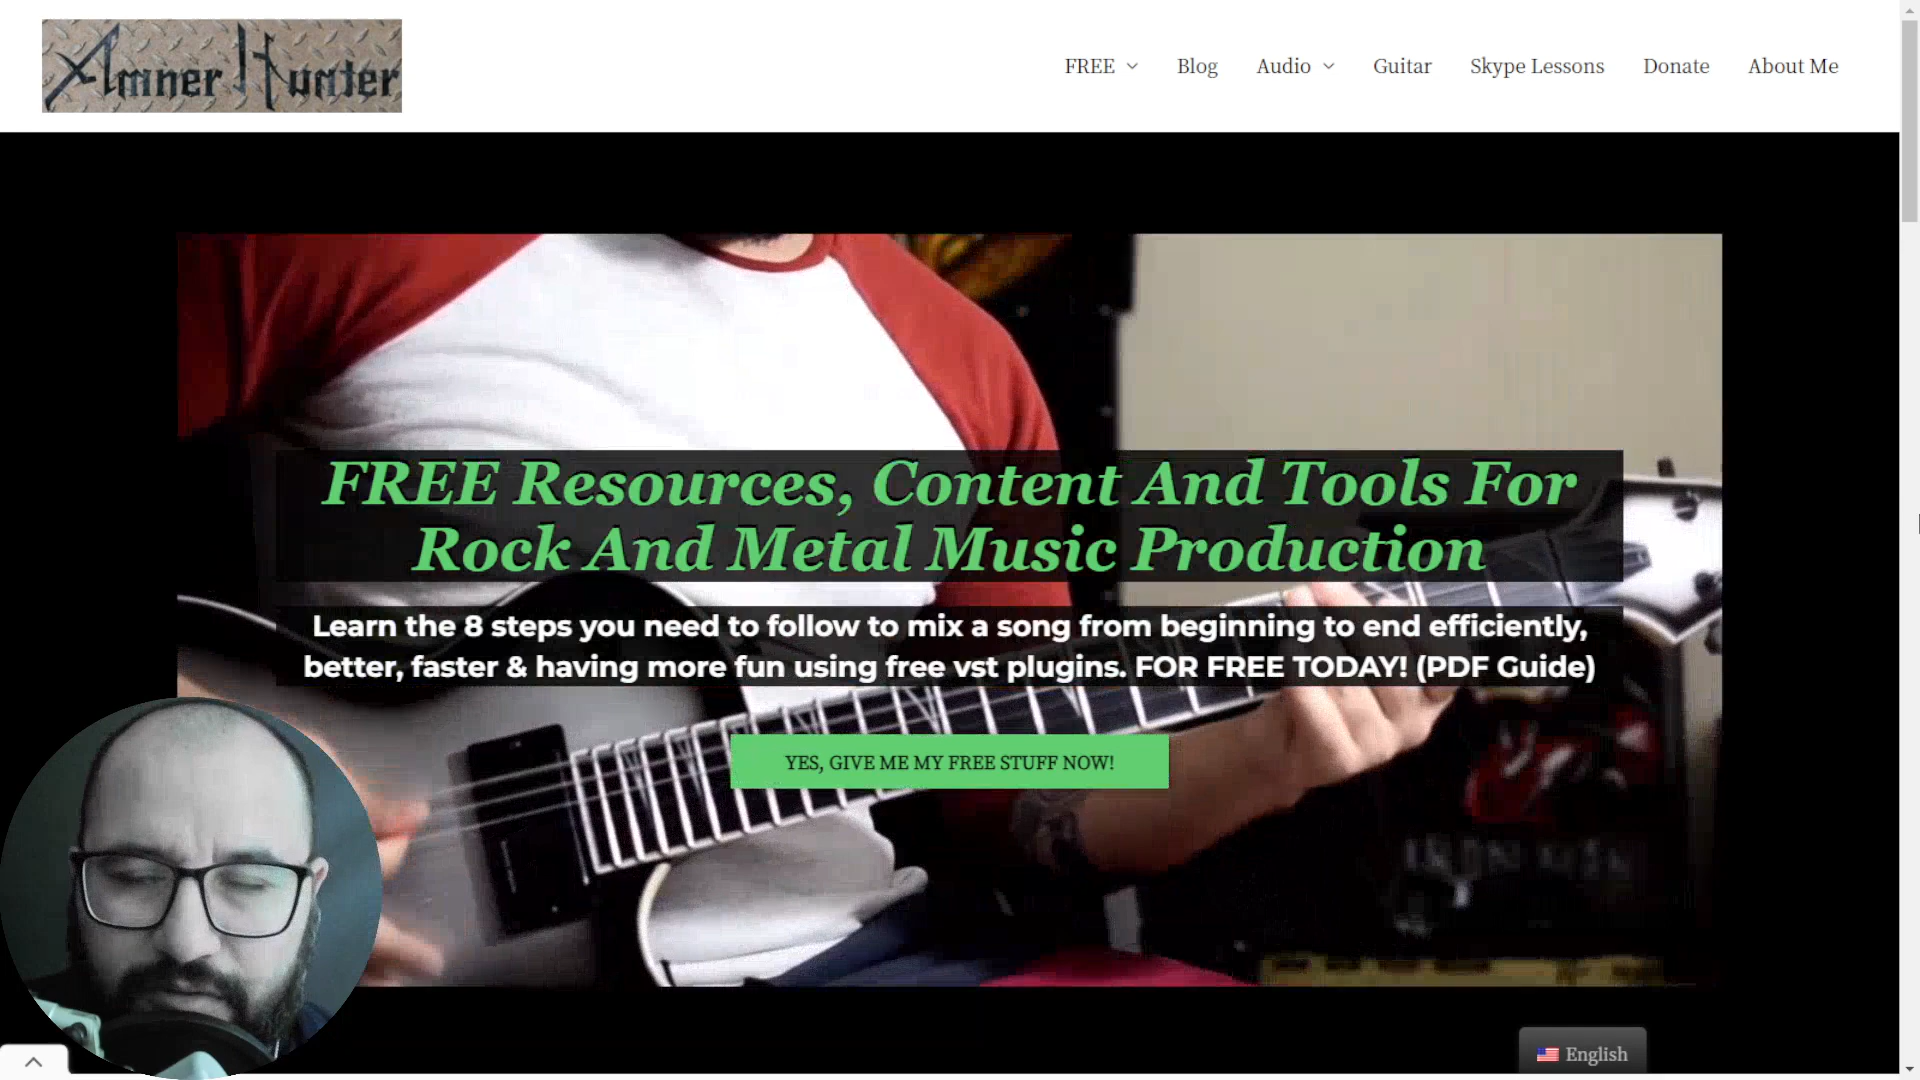 Amner Hunter
FREE
Blog
Audio
Guitar
Skype Lessons
Donate
About Me
FREE Resources, Content And Tools For
Rock And Metal Music Production
Learn the 8 steps you need to follow to mix a song from beginning to end efficiently,
better, faster & having more fun using free vst plugins. FOR FREE TODAY! (PDF Guide)
YES, GIVE ME MY FREE STUFF NOW!
English